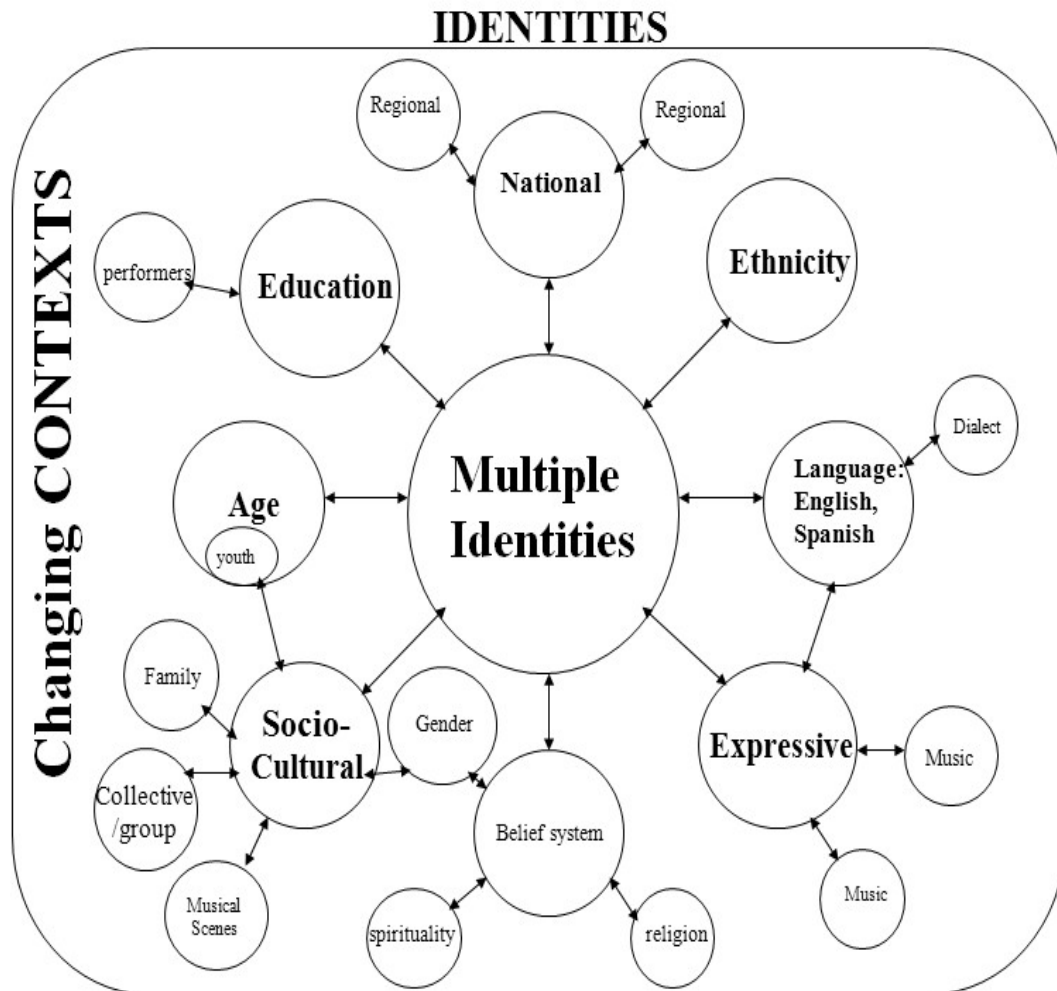 IDENTITIES
Changing CONTEXTS
Regional
Regional
National
Ethnicity
performers
Education
Dialect
Language:
English,
Spanish
Multiple
Identities
Age
youth
Family
Socio-
Cultural
Gender
Expressive
Music
Collective
/group
Belief system
Musical
Scenes
Music
spirituality
religion